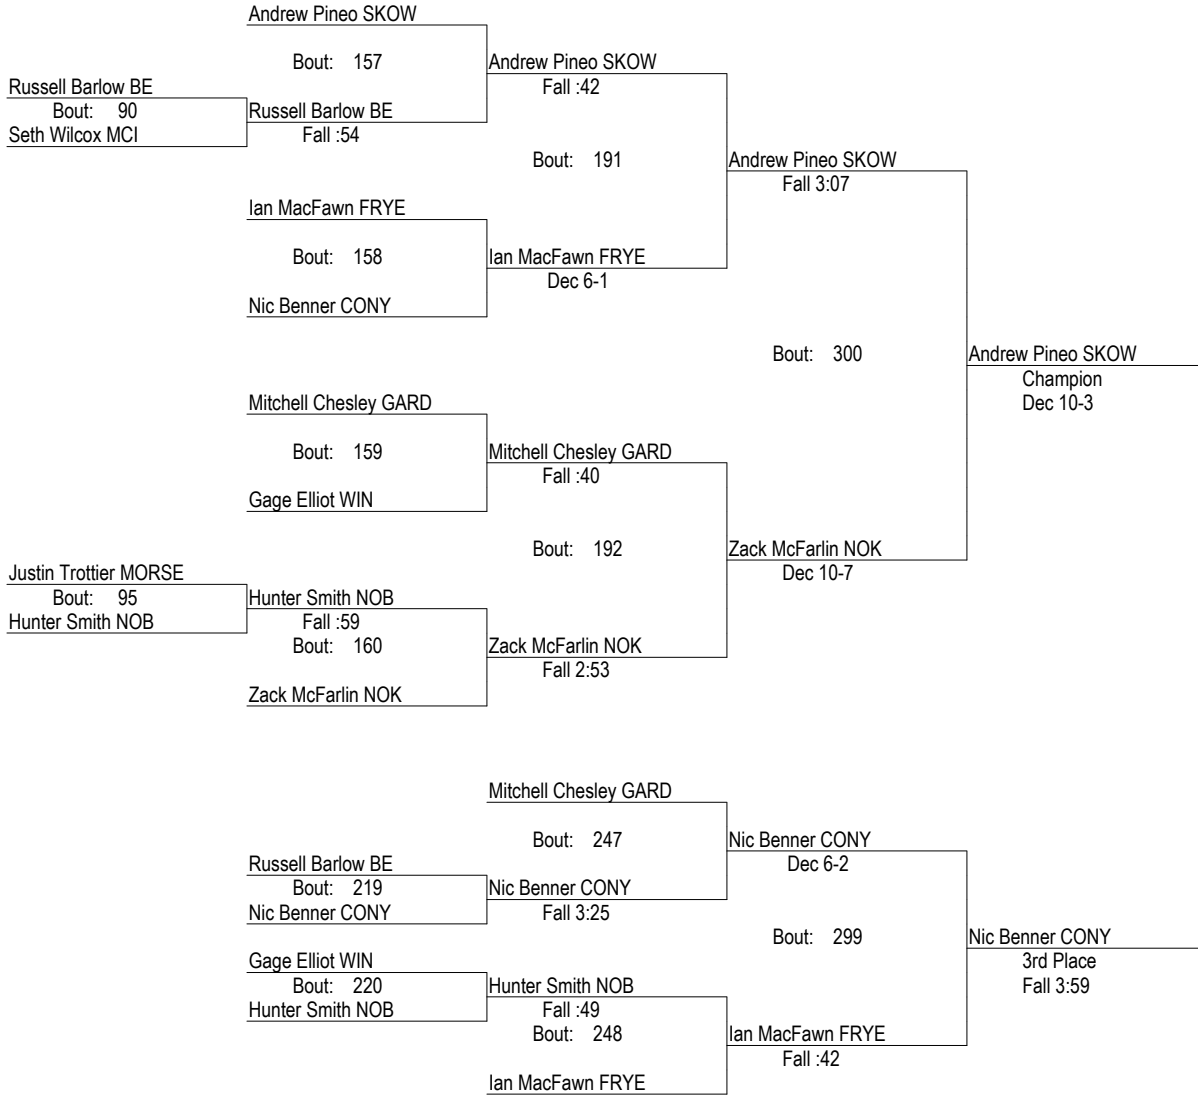 Andrew Pineo SKOW
Bout: 157
Andrew Pineo SKOW
Russell Barlow BE
Fall :42
Bout: 90
Russell Barlow BE
Seth Wilcox MCI
Fall :54
Bout: 191
Andrew Pineo SKOW
Fall 3:07
Ian MacFawn FRYE
Bout: 158
Ian MacFawn FRYE
Dec 6-1
Nic Benner CONY
Bout: 300
Andrew Pineo SKOW
Champion
Dec 10-3
Mitchell Chesley GARD
Bout: 159
Mitchell Chesley GARD
Fall :40
Gage Elliot WIN
Bout: 192
Zack McFarlin NOK
Dec 10-7
Justin Trottier MORSE
Bout: 95
Hunter Smith NOB
Hunter Smith NOB
Fall :59
Bout: 160
Zack McFarlin NOK
Fall 2:53
Zack McFarlin NOK
Mitchell Chesley GARD
Bout: 247
Nic Benner CONY
Dec 6-2
Russell Barlow BE
Bout: 219
Nic Benner CONY
Nic Benner CONY
Fall 3:25
Bout: 299
Nic Benner CONY
3rd Place
Fall 3:59
Gage Elliot WIN
Bout: 220
Hunter Smith NOB
Hunter Smith NOB
Fall :49
Bout: 248
Ian MacFawn FRYE
Fall :42
Ian MacFawn FRYE